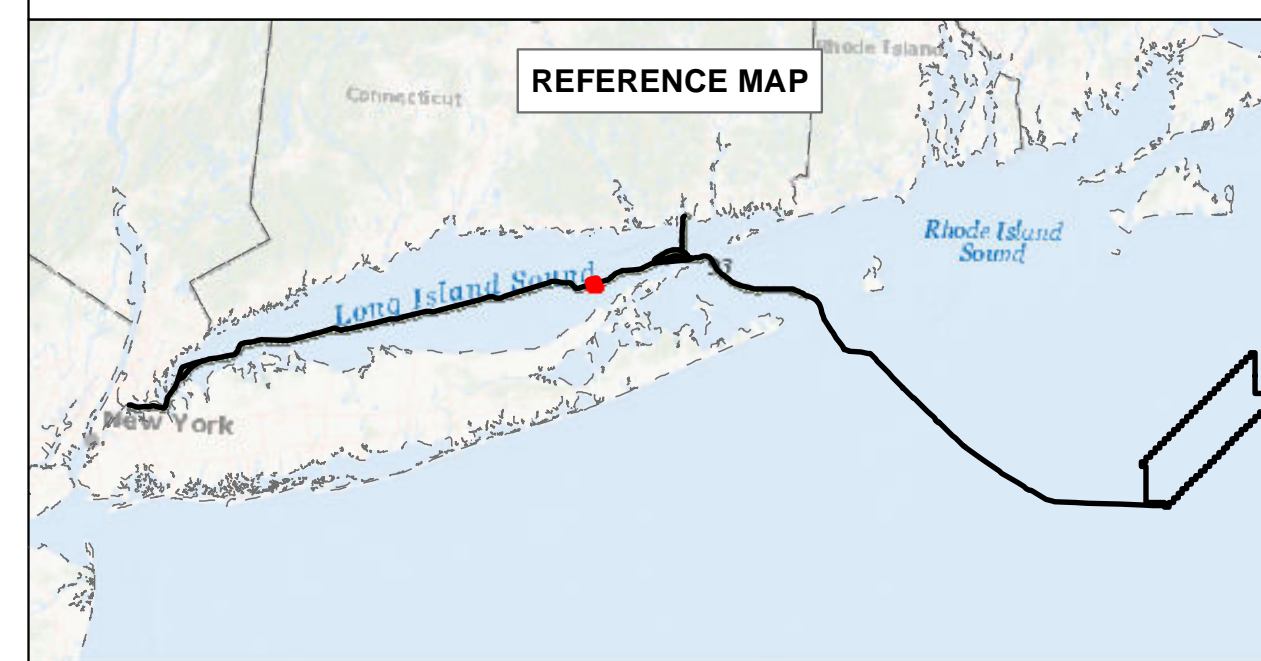 REFERENCE MAP
Rhode Island
Connecticut
Rhode Island
Sound
Long Island Sound
New York